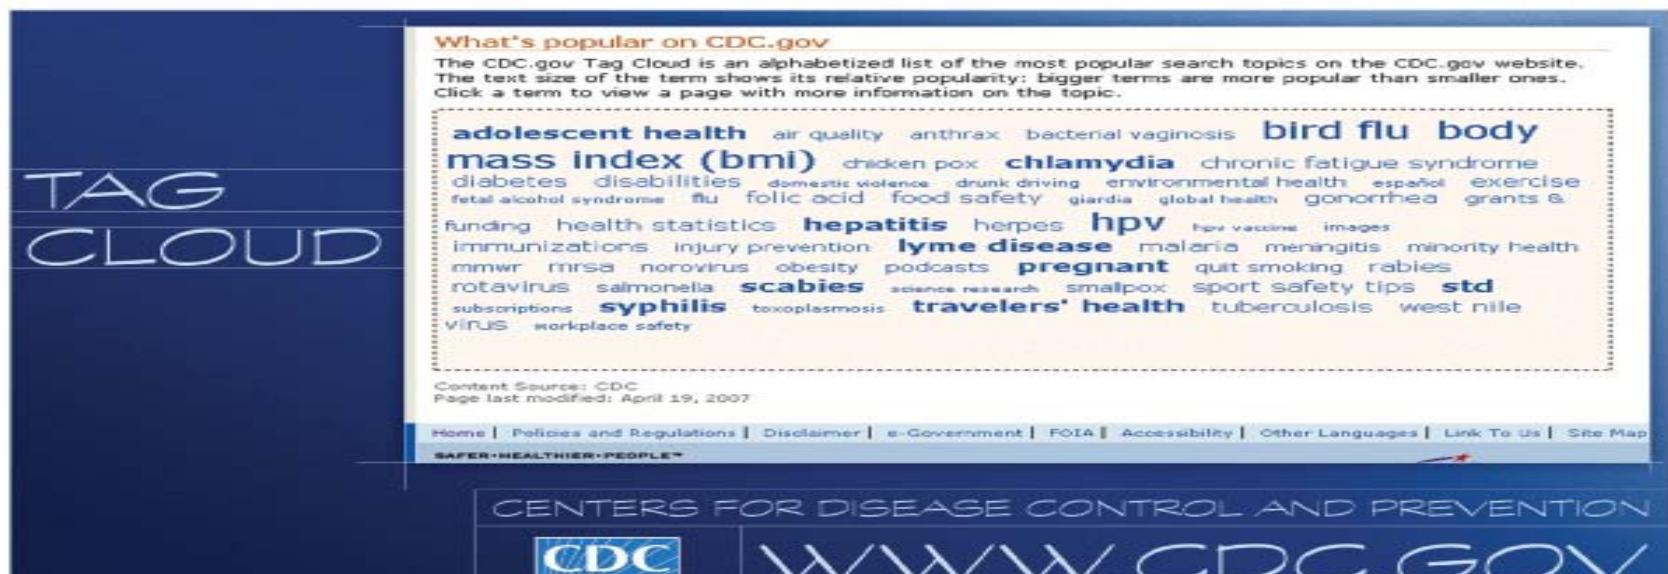 TAG
CLOUD
What's popular on CDC.gov
The CDC.gov Tag Cloud is an alphabetized list of the most popular search topics on the CDC.gov website.
The text size of the term shows its relative popularity: bigger terms are more popular than smaller ones.
Click a term to view a page with more information on the topic.
adolescent health air quality anthrax bacterial vaginosis bird flu body
mass index (bmi) chicken pox chlamydia chronic fatigue syndrome
diabetes disabilities domestic violence drunk driving environmental health español exercise
fetal alcohol syndrome flu folic acid food safety giardia global health gonorrhea grants &
funding health statistics hepatitis herpes hpv hpv vaccine images
immunizations injury prevention lyme disease malaria meningitis minority health
mmwr mrsa norovirus obesity podcasts pregnant quit smoking rabies
rotavirus salmonella scabies science research smallpox sport safety tips std
subscriptions syphilis toxoplasmosis travelers' health tuberculosis west nile
virus workplace safety
Content Source: CDC
Page last modified: April 19, 2007
Home | Policies and Regulations | Disclaimer | e-Government | FOIA | Accessibility | Other Languages | Link To Us | Site Map
SAFER·HEALTHIER·PEOPLE™
CENTERS FOR DISEASE CONTROL AND PREVENTION
CDC
WWW.CDC.GOV